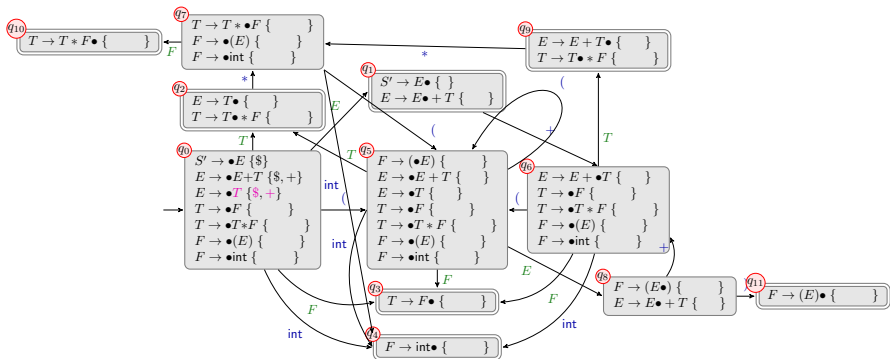 q10
T → T * F• { }
F
q7
T → T * •F { }
F → •(E) { }
F → •int { }
q9
E → E + T• { }
T → T• * F { }
*
q1
S′ → E• { }
E → E• + T { }
*
(
q2
E → T• { }
T → T• * F { }
E
(
+
T
T
T
q0
S′ → •E {$}
E → •E+T {$,+}
E → •T {$,+}
T → •F { }
T → •T*F { }
F → •(E) { }
F → •int { }
int
(
int
q5
F → (•E) { }
E → •E + T { }
E → •T { }
T → •F { }
T → •T * F { }
F → •(E) { }
F → •int { }
(
q6
E → E + •T { }
T → •F { }
T → •T * F { }
F → •(E) { }
F → •int { }
+
F
E
q3
T → F• { }
F
F
q8
F → (E•) { }
E → E• + T { }
)
q11
F → (E)• { }
int
int
q4
F → int• { }